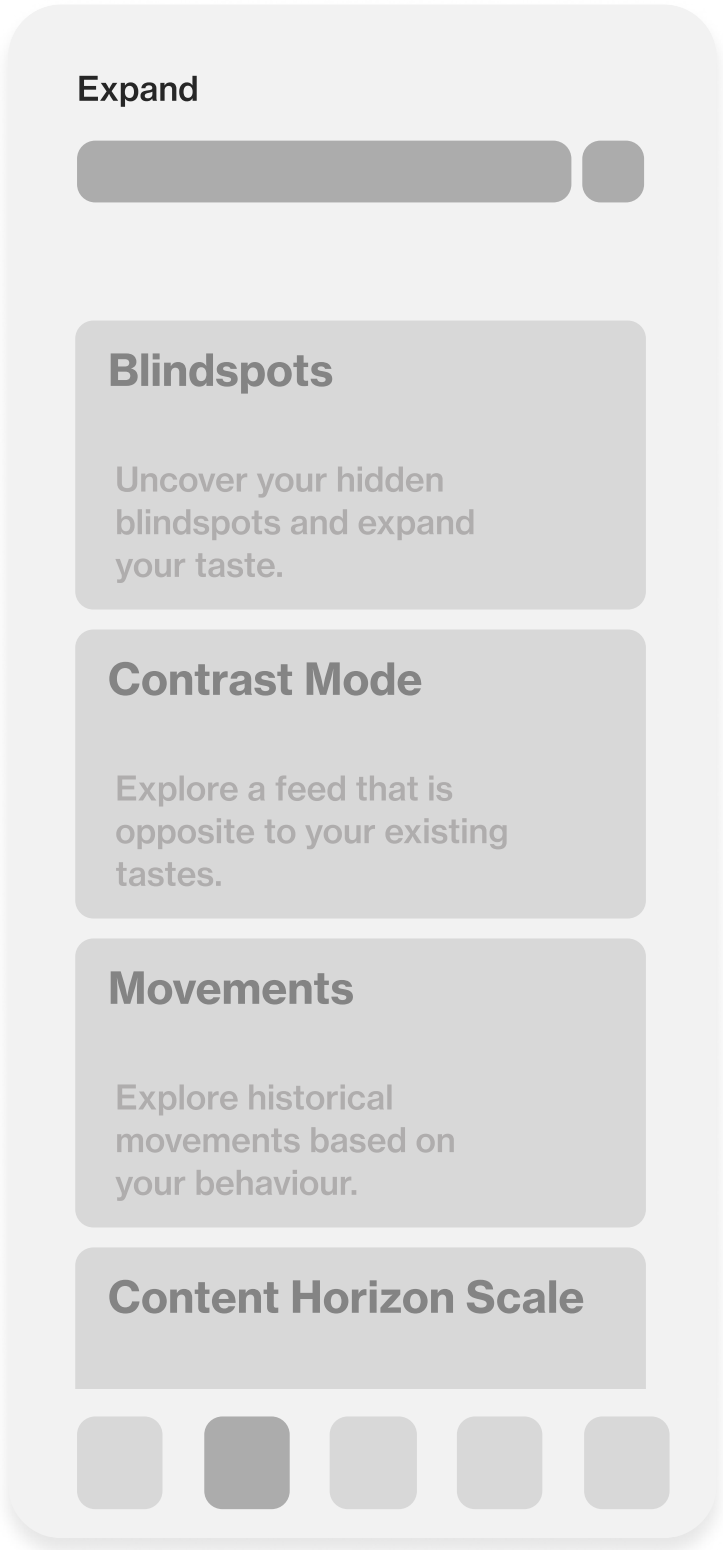 Expand
Blindspots
Uncover your hidden
blindspots and expand
your taste.
Contrast Mode
Explore a feed that is
opposite to your existing
tastes.
Movements
Explore historical
movements based on
your behaviour.
Content Horizon Scale